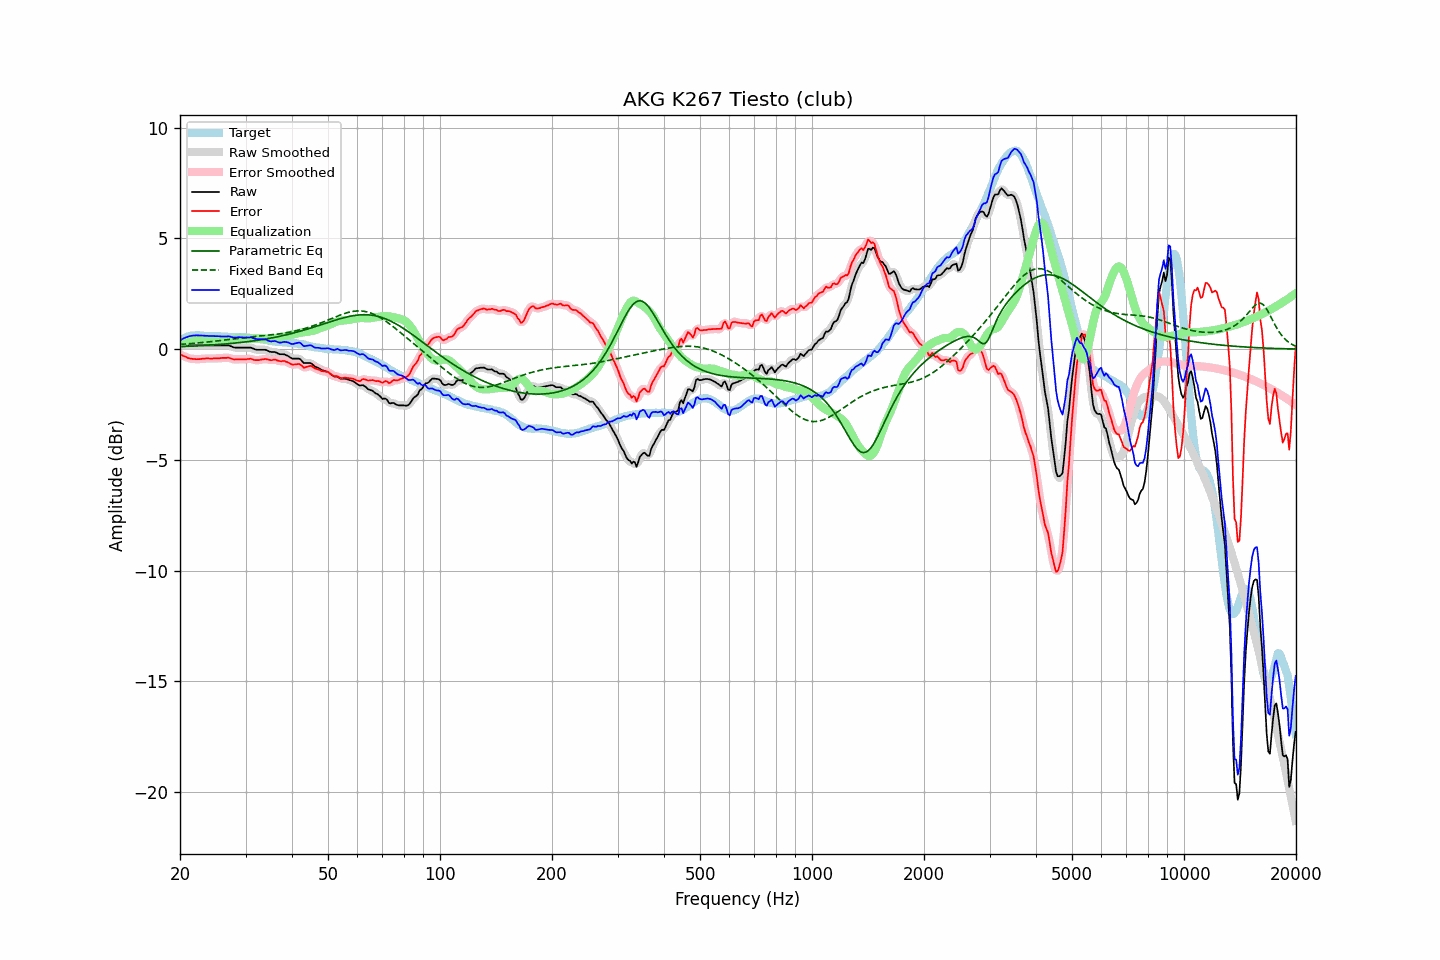 AKG K267 Tiesto (club)
Target
Raw Smoothed
Error Smoothed
Raw
Error
Equalization
Parametric Eq
Fixed Band Eq
Equalized
10
5
0
−5
−10
−15
−20
Amplitude (dBr)
20 50 100 200 500 1000 2000 5000 10000 20000
Frequency (Hz)